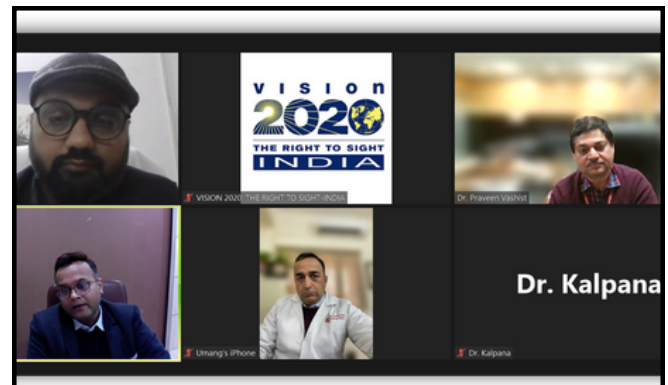 VISION
2020
THE RIGHT TO SIGHT
INDIA
VISION 2020 THE RIGHT TO SIGHT-INDIA
Dr. Praveen Vashist
Umang's iPhone
Dr. Kalpana
Dr. Kalpana